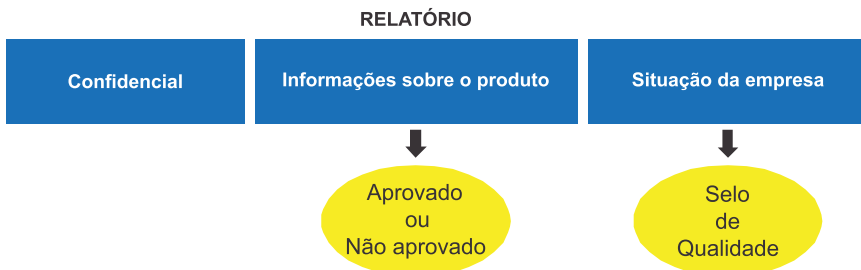 RELATÓRIO
Confidencial
Informações sobre o produto
Situação da empresa
Aprovado
ou
Não aprovado
Selo
de
Qualidade